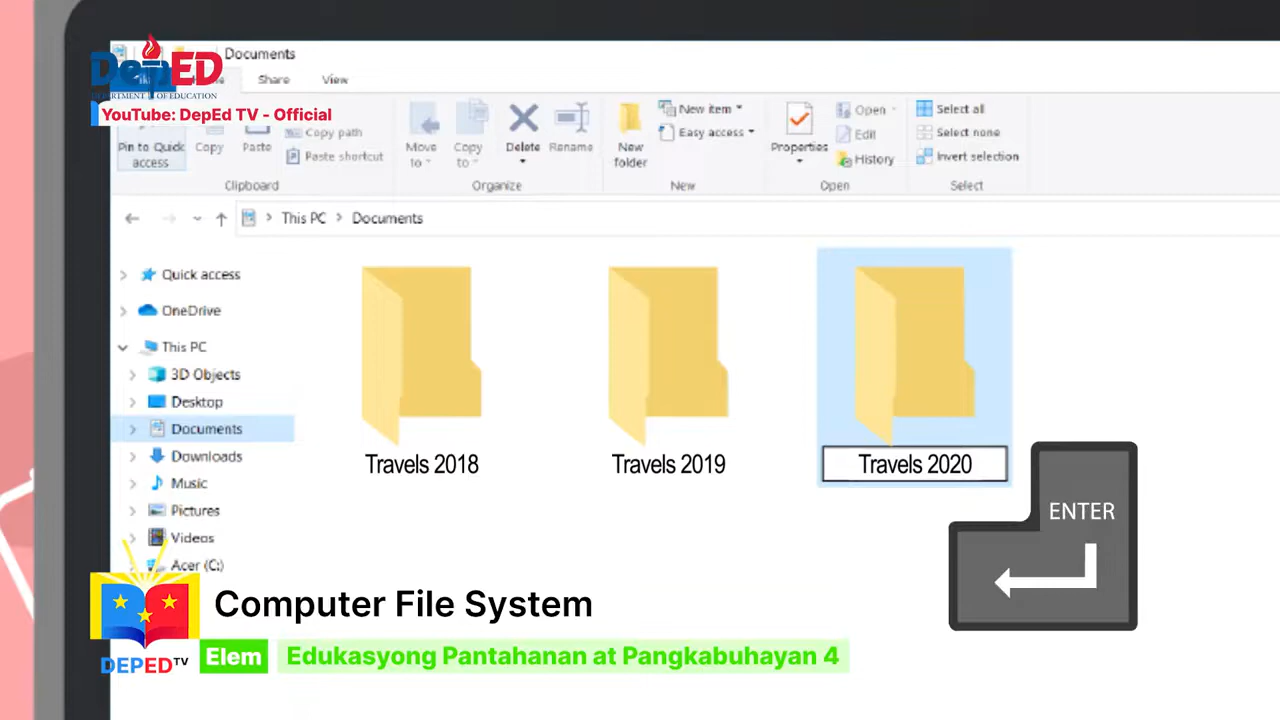 Documents
DepED
DEPARTMENT OF EDUCATION
Share View
YouTube: DepEd TV - Official
Pin to Quick access
Copy
Paste
Copy path
Paste shortcut
Clipboard
Move to
Copy to
Delete
Rename
Organize
New folder
New item
Easy access
New
Properties
Open
Edit
History
Open
Select all
Select none
Invert selection
Select
This PC > Documents
Quick access
OneDrive
This PC
3D Objects
Desktop
Documents
Downloads
Music
Pictures
Videos
Acer (C:)
Travels 2018
Travels 2019
Travels 2020
ENTER
Computer File System
DEPED TV
Elem
Edukasyong Pantahanan at Pangkabuhayan 4